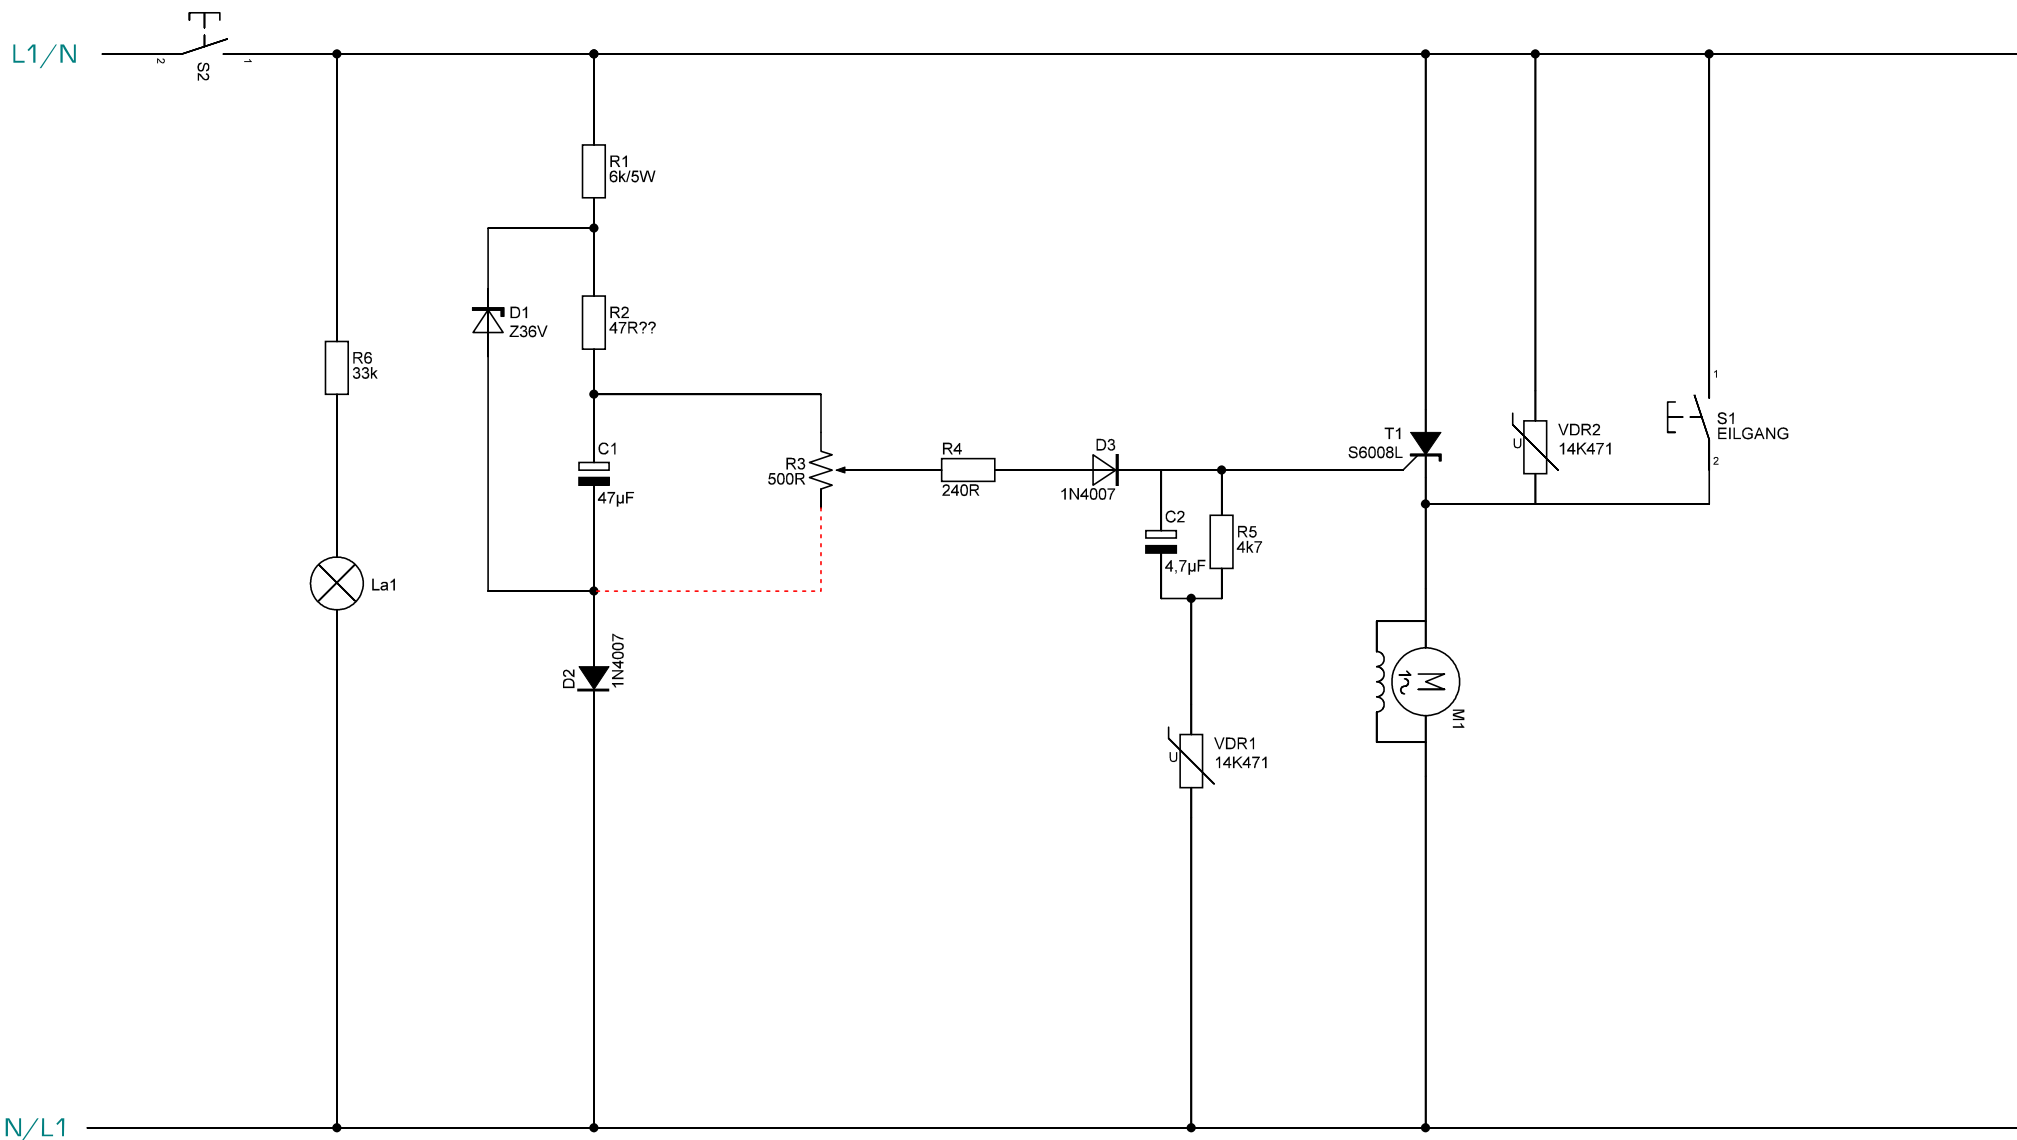 L1/N
2
S2
1
R1
6k/5W
D1
Z36V
R2
47R??
R6
33k
C1
47µF
R3
500R
R4
240R
D3
1N4007
T1
S6008L
VDR2
14K471
U
1
S1
EILGANG
2
C2
4,7µF
R5
4k7
La1
D2
1N4007
M
1~
M1
VDR1
14K471
U
N/L1